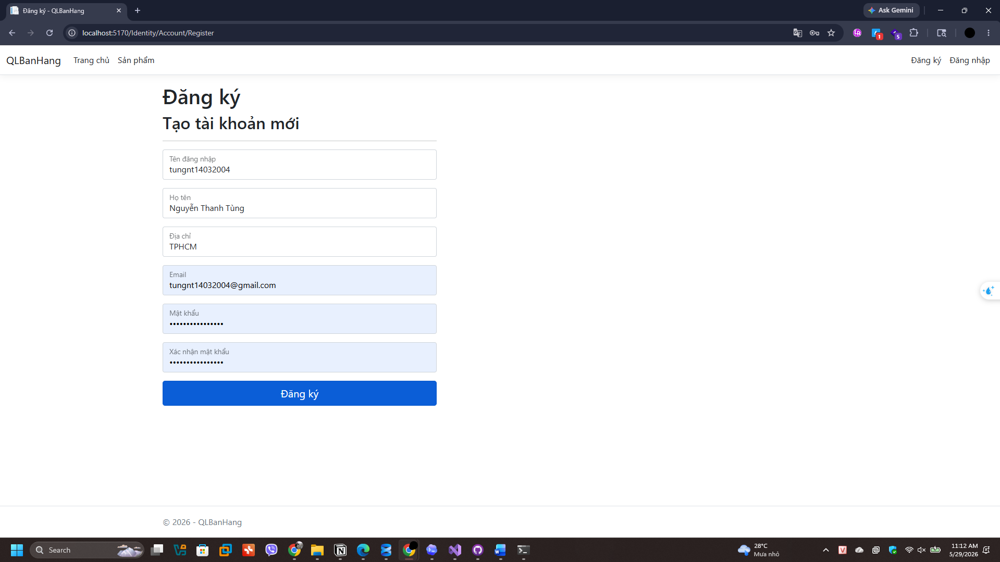 Đăng ký - QLBanHang
Ask Gemini
localhost:5170/Identity/Account/Register
1
5
QLBanHang Trang chủ Sản phẩm Đăng ký Đăng nhập
Đăng ký
Tạo tài khoản mới
Tên đăng nhập
tungnt14032004
Họ tên
Nguyễn Thanh Tùng
Địa chỉ
TPHCM
Email
tungnt14032004@gmail.com
Mật khẩu
••••••••••••••••
Xác nhận mật khẩu
••••••••••••••••
Đăng ký
© 2026 - QLBanHang
Search
28°C
Mưa nhỏ
11:12 AM
5/29/2026